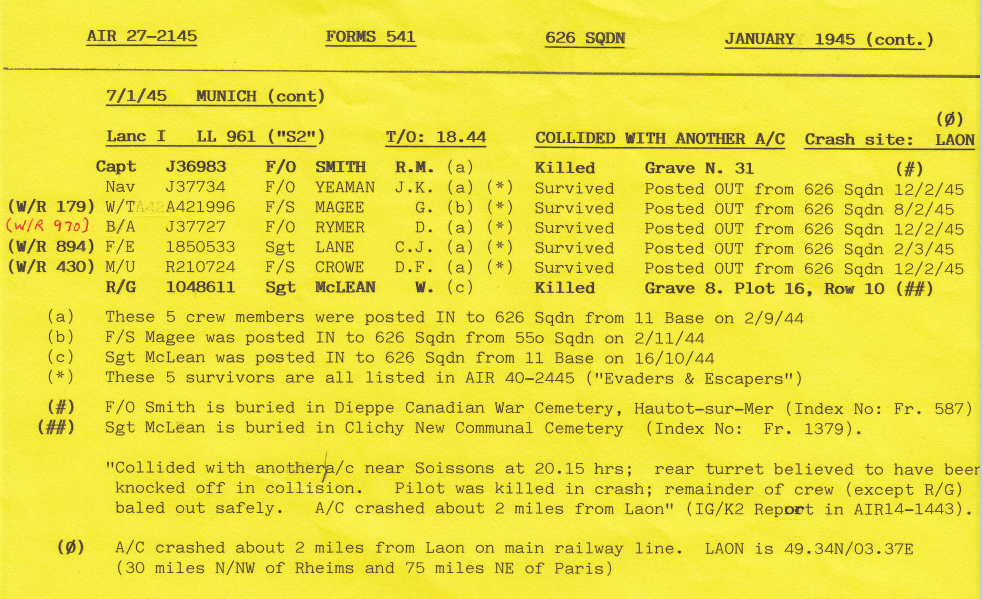 AIR 27-2145 FORMS 541 626 SQDN JANUARY 1945 (cont.)
7/1/45 MUNICH (cont)
(Ø)
Lanc I LL 961 ("S2") T/O: 18.44 COLLIDED WITH ANOTHER A/C Crash site: LAON
Capt J36983 F/O SMITH R.M. (a) Killed Grave N. 31 (#)
Nav J37734 F/O YEAMAN J.K. (a) (*) Survived Posted OUT from 626 Sqdn 12/2/45
(W/R 179) W/T A421996 F/S MAGEE G. (b) (*) Survived Posted OUT from 626 Sqdn 8/2/45
(W/R 970) B/A J37727 F/O RYMER D. (a) (*) Survived Posted OUT from 626 Sqdn 12/2/45
(W/R 894) F/E 1850533 Sgt LANE C.J. (a) (*) Survived Posted OUT from 626 Sqdn 2/3/45
(W/R 430) M/U R210724 F/S CROWE D.F. (a) (*) Survived Posted OUT from 626 Sqdn 12/2/45
R/G 1048611 Sgt McLEAN W. (c) Killed Grave 8. Plot 16, Row 10 (##)
(a) These 5 crew members were posted IN to 626 Sqdn from 11 Base on 2/9/44
(b) F/S Magee was posted IN to 626 Sqdn from 55o Sqdn on 2/11/44
(c) Sgt McLean was posted IN to 626 Sqdn from 11 Base on 16/10/44
(*) These 5 survivors are all listed in AIR 40-2445 ("Evaders & Escapers")
(#) F/O Smith is buried in Dieppe Canadian War Cemetery, Hautot-sur-Mer (Index No: Fr. 587)
(##) Sgt McLean is buried in Clichy New Communal Cemetery (Index No: Fr. 1379).
"Collided with another/a/c near Soissons at 20.15 hrs; rear turret believed to have been
knocked off in collision. Pilot was killed in crash; remainder of crew (except R/G)
baled out safely. A/C crashed about 2 miles from Laon" (IG/K2 Report in AIR14-1443).
(Ø) A/C crashed about 2 miles from Laon on main railway line. LAON is 49.34N/03.37E
(30 miles N/NW of Rheims and 75 miles NE of Paris)